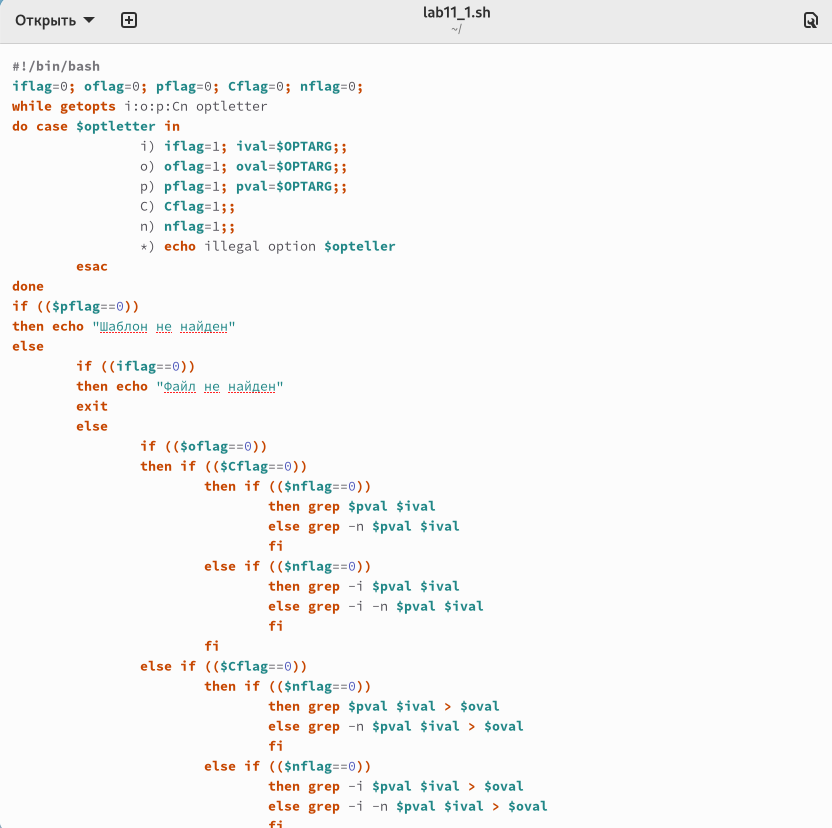 Открыть
lab11_1.sh
~/
#!/bin/bash
iflag=0; oflag=0; pflag=0; Cflag=0; nflag=0;
while getopts i:o:p:Cn optletter
do case $optletter in
i) iflag=1; ival=$OPTARG;;
o) oflag=1; oval=$OPTARG;;
p) pflag=1; pval=$OPTARG;;
C) Cflag=1;;
n) nflag=1;;
*) echo illegal option $opteller
esac
done
if (($pflag==0))
then echo "Шаблон не найден"
else
if ((iflag==0))
then echo "Файл не найден"
exit
else
if (($oflag==0))
then if (($Cflag==0))
then if (($nflag==0))
then grep $pval $ival
else grep -n $pval $ival
fi
else if (($nflag==0))
then grep -i $pval $ival
else grep -i -n $pval $ival
fi
fi
else if (($Cflag==0))
then if (($nflag==0))
then grep $pval $ival > $oval
else grep -n $pval $ival > $oval
fi
else if (($nflag==0))
then grep -i $pval $ival > $oval
else grep -i -n $pval $ival > $oval
fi